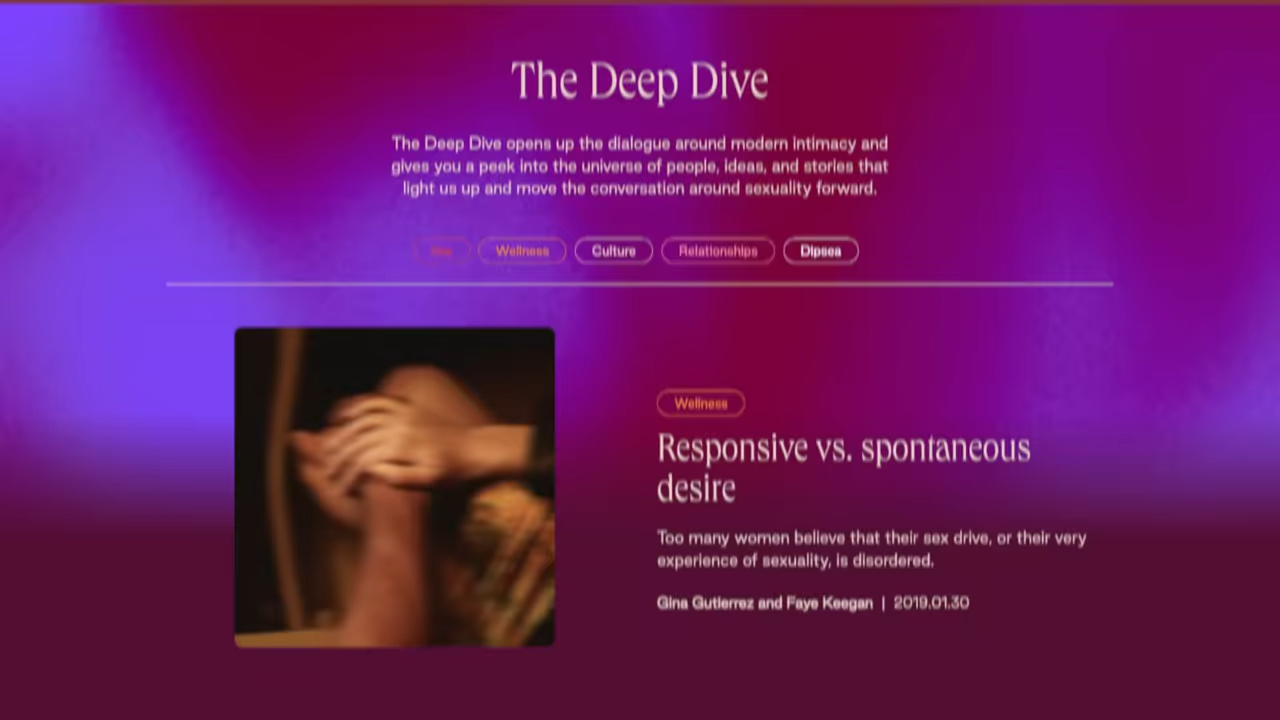 The Deep Dive
The Deep Dive opens up the dialogue around modern intimacy and
gives you a peek into the universe of people, ideas, and stories that
light us up and move the conversation around sexuality forward.
Wellness Culture Relationships Dipsea
Wellness
Responsive vs. spontaneous
desire
Too many women believe that their sex drive, or their very
experience of sexuality, is disordered.
Gina Gutierrez and Faye Keegan | 2019.01.30